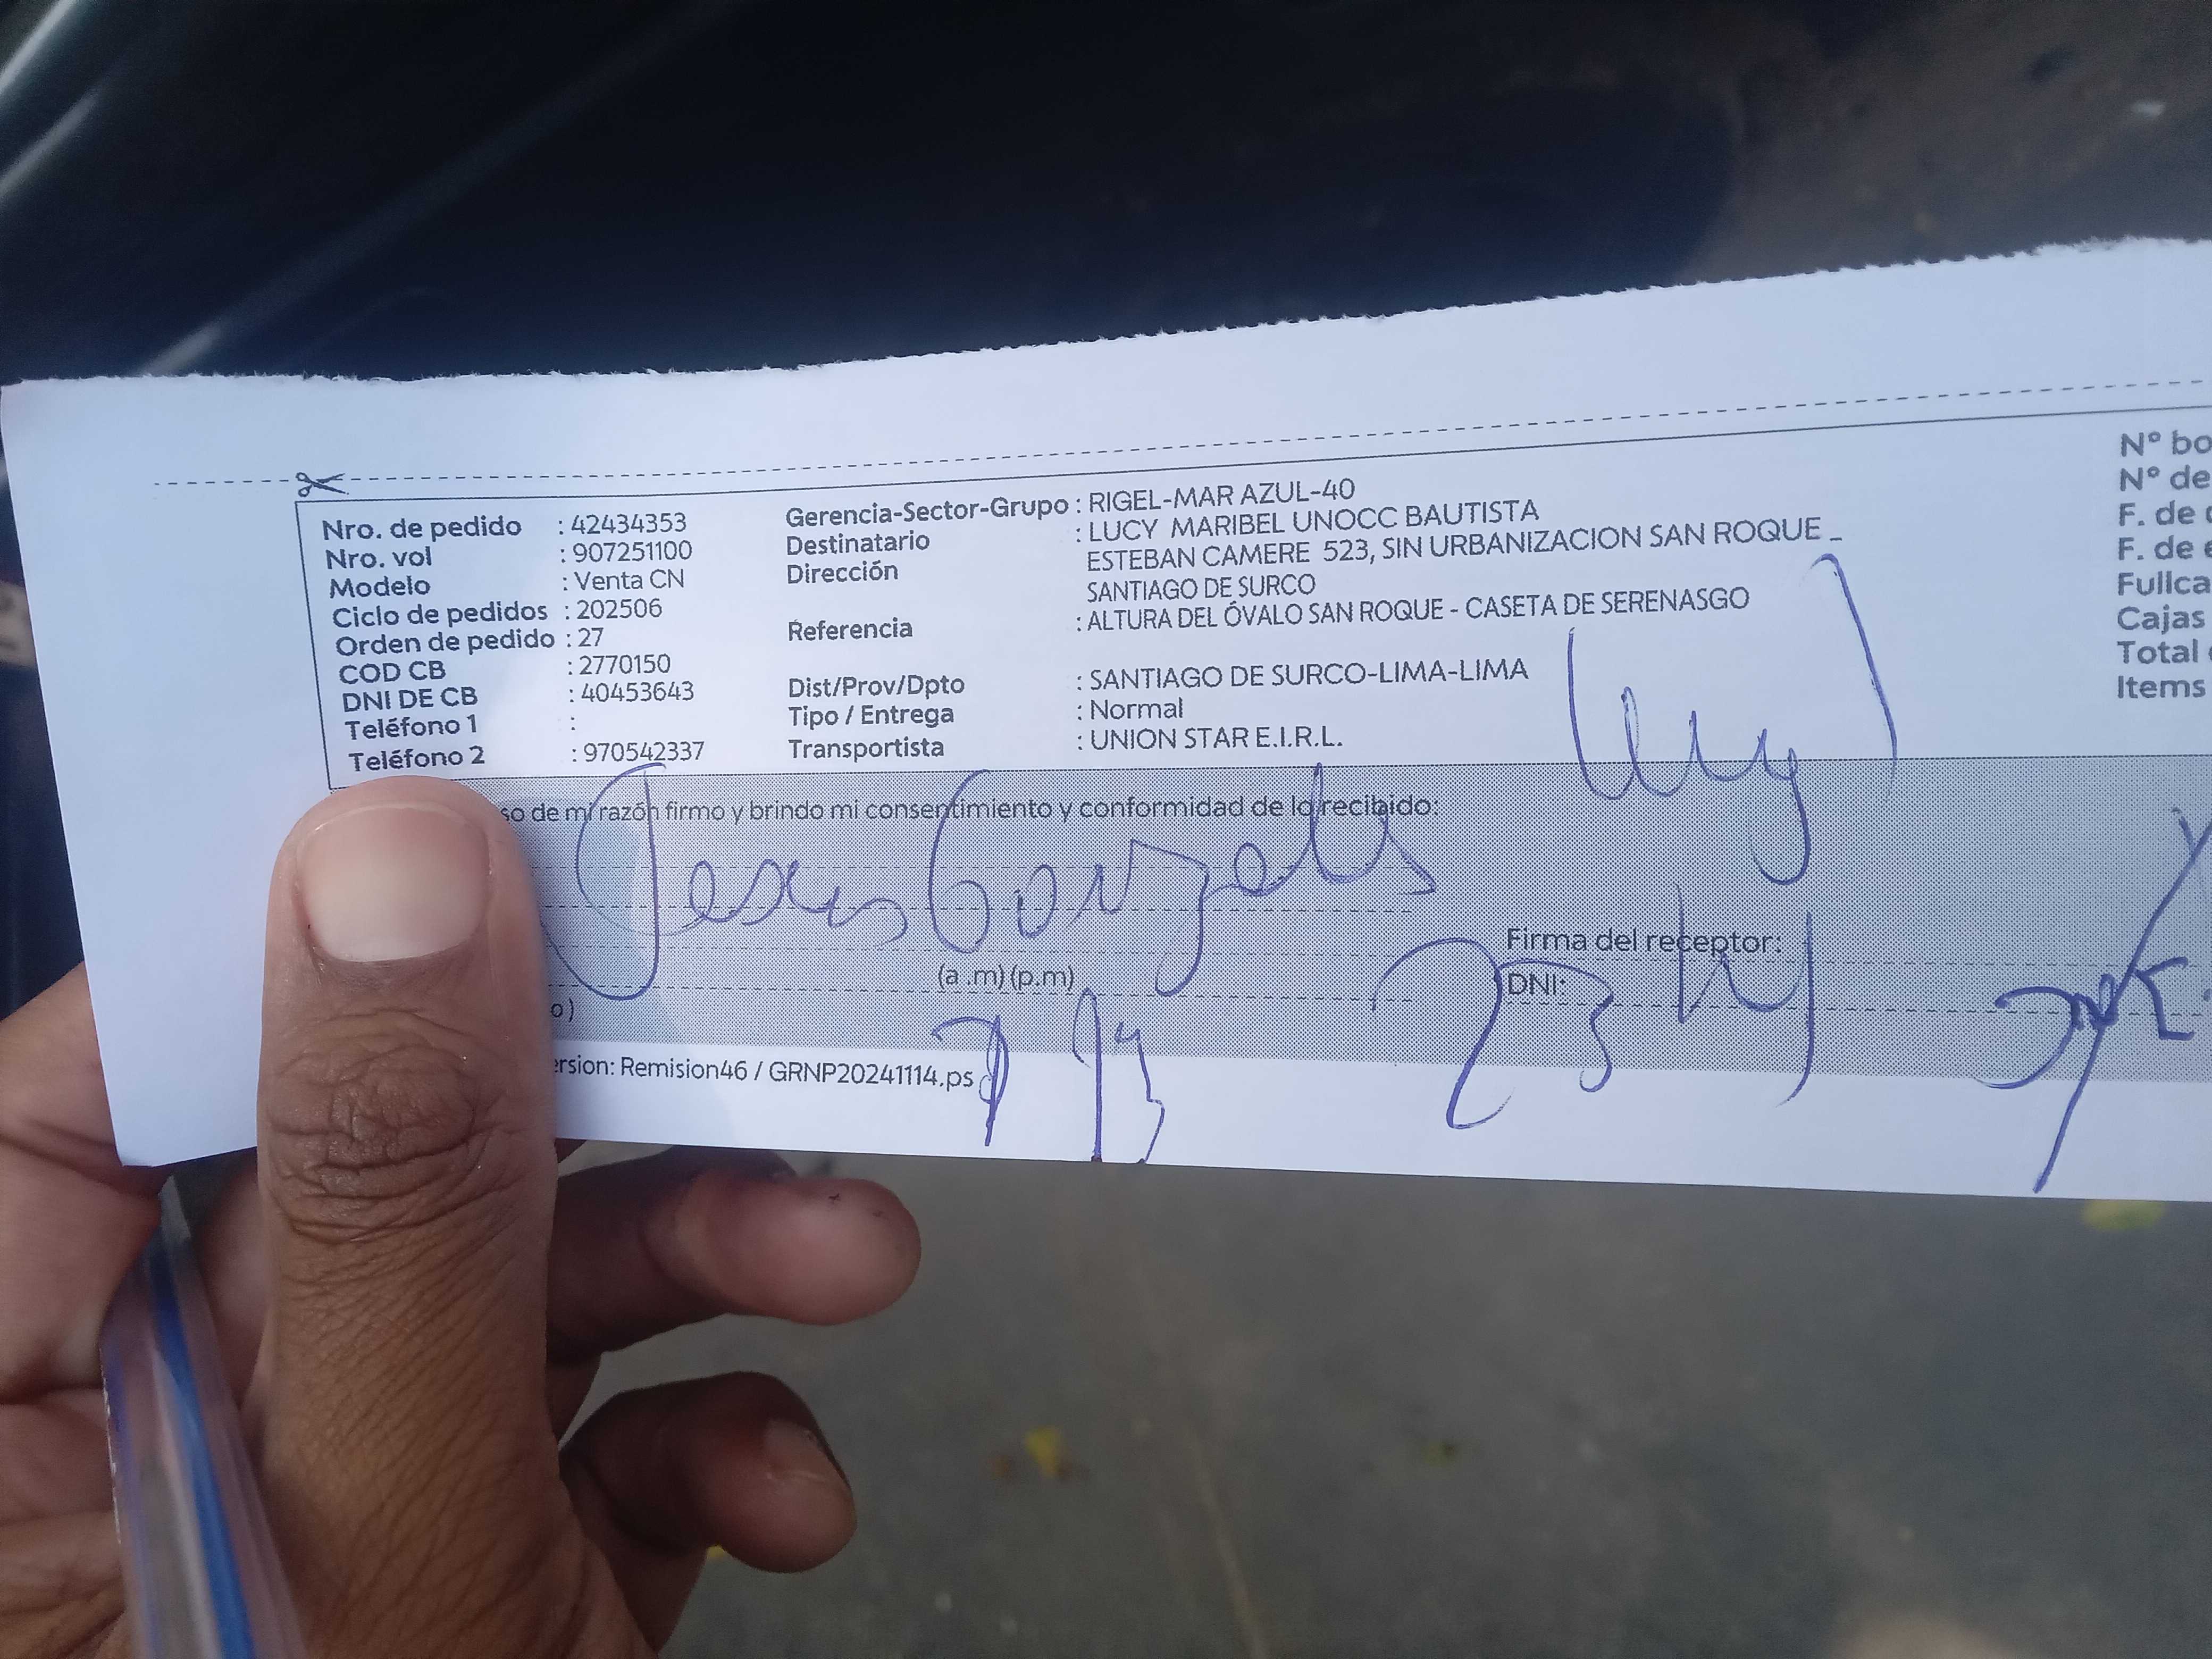 Nro. de pedido : 42434353
Nro. vol : 907251100
Modelo : Venta CN
Ciclo de pedidos : 202506
Orden de pedido : 27
COD CB : 2770150
DNI DE CB : 40453643
Teléfono 1 :
Teléfono 2 : 970542337
Gerencia-Sector-Grupo : RIGEL-MAR AZUL-40
Destinatario : LUCY MARIBEL UNOCC BAUTISTA
Dirección ESTEBAN CAMERE 523, SIN URBANIZACION SAN ROQUE _
SANTIAGO DE SURCO
Referencia : ALTURA DEL ÓVALO SAN ROQUE - CASETA DE SERENASGO
Dist/Prov/Dpto : SANTIAGO DE SURCO-LIMA-LIMA
Tipo / Entrega : Normal
Transportista : UNION STAR E.I.R.L.
N° bo
N° de
F. de
F. de e
Fullca
Cajas
Total
Items
so de mi razón firmo y brindo mi consentimiento y conformidad de lo recibido:
(a .m) (p.m)
Firma del receptor:
DNI:
o)
ersion: Remision46 / GRNP20241114.ps